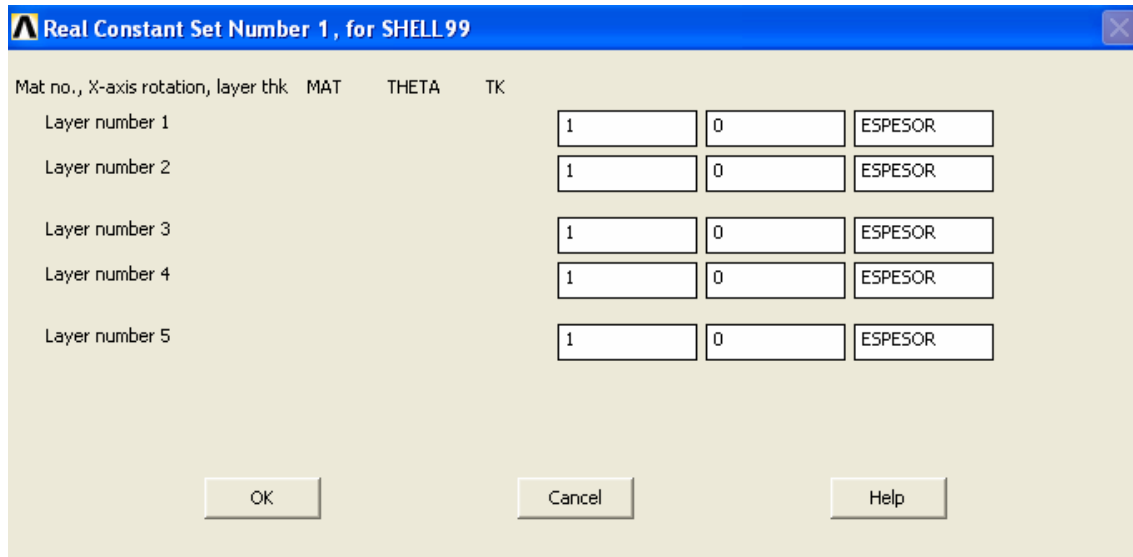 Real Constant Set Number 1, for SHELL99
Mat no., X-axis rotation, layer thk MAT THETA TK
Layer number 1 1 0 ESPESOR
Layer number 2 1 0 ESPESOR
Layer number 3 1 0 ESPESOR
Layer number 4 1 0 ESPESOR
Layer number 5 1 0 ESPESOR
OK Cancel Help